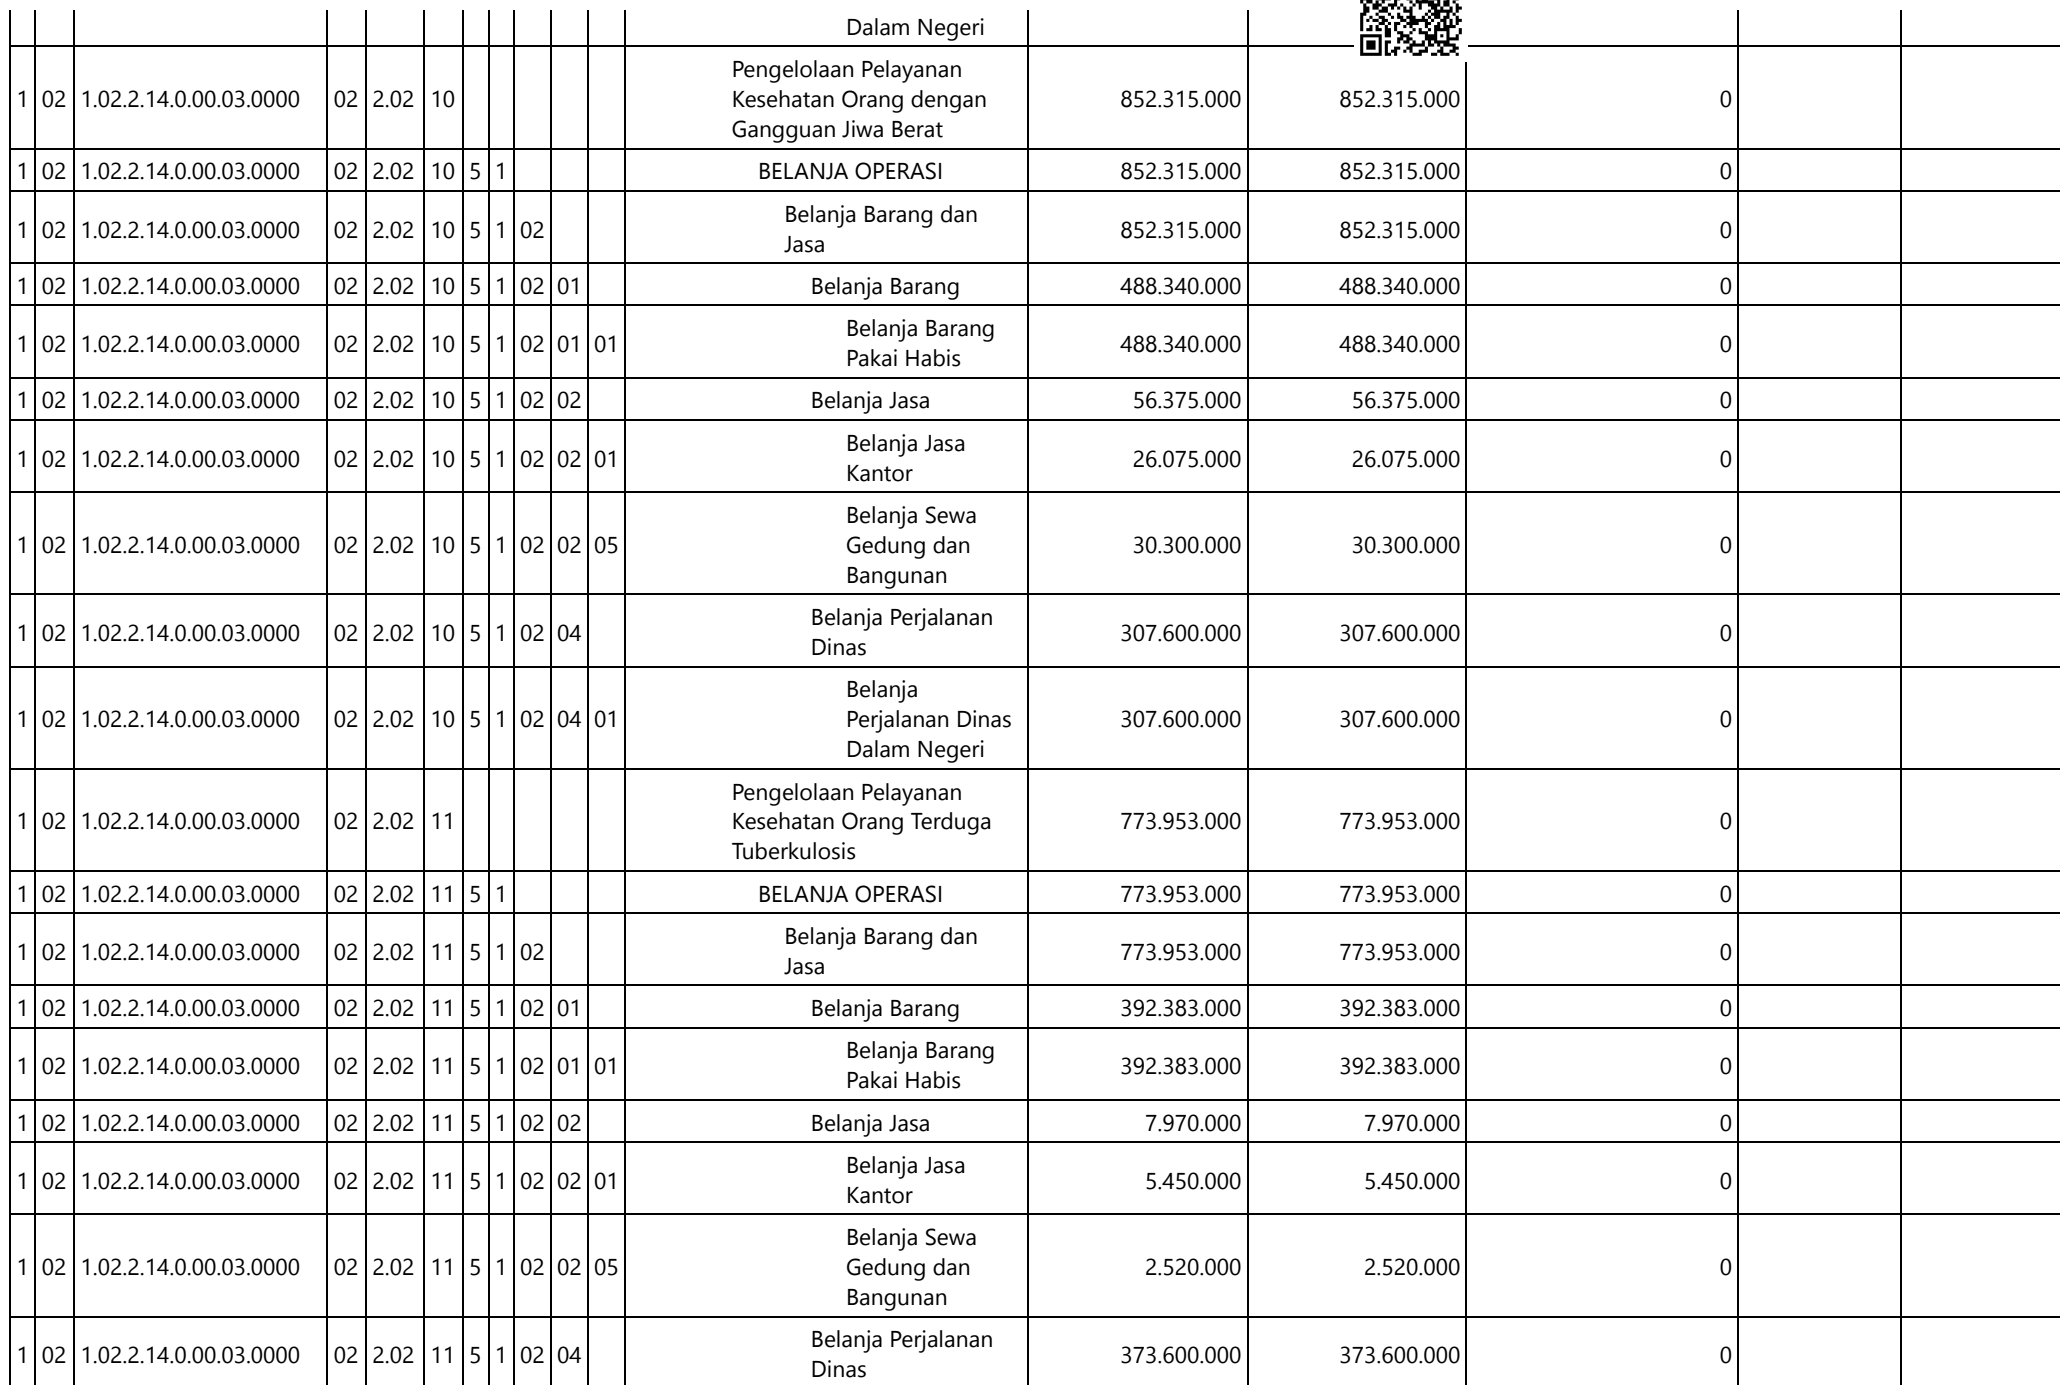 Dalam Negeri
1 02 1.02.2.14.0.00.03.0000 02 2.02 10 Pengelolaan Pelayanan
Kesehatan Orang dengan
Gangguan Jiwa Berat 852.315.000 852.315.000 0
1 02 1.02.2.14.0.00.03.0000 02 2.02 10 5 1 BELANJA OPERASI 852.315.000 852.315.000 0
1 02 1.02.2.14.0.00.03.0000 02 2.02 10 5 1 02 Belanja Barang dan
Jasa 852.315.000 852.315.000 0
1 02 1.02.2.14.0.00.03.0000 02 2.02 10 5 1 02 01 Belanja Barang 488.340.000 488.340.000 0
1 02 1.02.2.14.0.00.03.0000 02 2.02 10 5 1 02 01 01 Belanja Barang
Pakai Habis 488.340.000 488.340.000 0
1 02 1.02.2.14.0.00.03.0000 02 2.02 10 5 1 02 02 Belanja Jasa 56.375.000 56.375.000 0
1 02 1.02.2.14.0.00.03.0000 02 2.02 10 5 1 02 02 01 Belanja Jasa
Kantor 26.075.000 26.075.000 0
1 02 1.02.2.14.0.00.03.0000 02 2.02 10 5 1 02 02 05 Belanja Sewa
Gedung dan
Bangunan 30.300.000 30.300.000 0
1 02 1.02.2.14.0.00.03.0000 02 2.02 10 5 1 02 04 Belanja Perjalanan
Dinas 307.600.000 307.600.000 0
1 02 1.02.2.14.0.00.03.0000 02 2.02 10 5 1 02 04 01 Belanja
Perjalanan Dinas
Dalam Negeri 307.600.000 307.600.000 0
1 02 1.02.2.14.0.00.03.0000 02 2.02 11 Pengelolaan Pelayanan
Kesehatan Orang Terduga
Tuberkulosis 773.953.000 773.953.000 0
1 02 1.02.2.14.0.00.03.0000 02 2.02 11 5 1 BELANJA OPERASI 773.953.000 773.953.000 0
1 02 1.02.2.14.0.00.03.0000 02 2.02 11 5 1 02 Belanja Barang dan
Jasa 773.953.000 773.953.000 0
1 02 1.02.2.14.0.00.03.0000 02 2.02 11 5 1 02 01 Belanja Barang 392.383.000 392.383.000 0
1 02 1.02.2.14.0.00.03.0000 02 2.02 11 5 1 02 01 01 Belanja Barang
Pakai Habis 392.383.000 392.383.000 0
1 02 1.02.2.14.0.00.03.0000 02 2.02 11 5 1 02 02 Belanja Jasa 7.970.000 7.970.000 0
1 02 1.02.2.14.0.00.03.0000 02 2.02 11 5 1 02 02 01 Belanja Jasa
Kantor 5.450.000 5.450.000 0
1 02 1.02.2.14.0.00.03.0000 02 2.02 11 5 1 02 02 05 Belanja Sewa
Gedung dan
Bangunan 2.520.000 2.520.000 0
1 02 1.02.2.14.0.00.03.0000 02 2.02 11 5 1 02 04 Belanja Perjalanan
Dinas 373.600.000 373.600.000 0